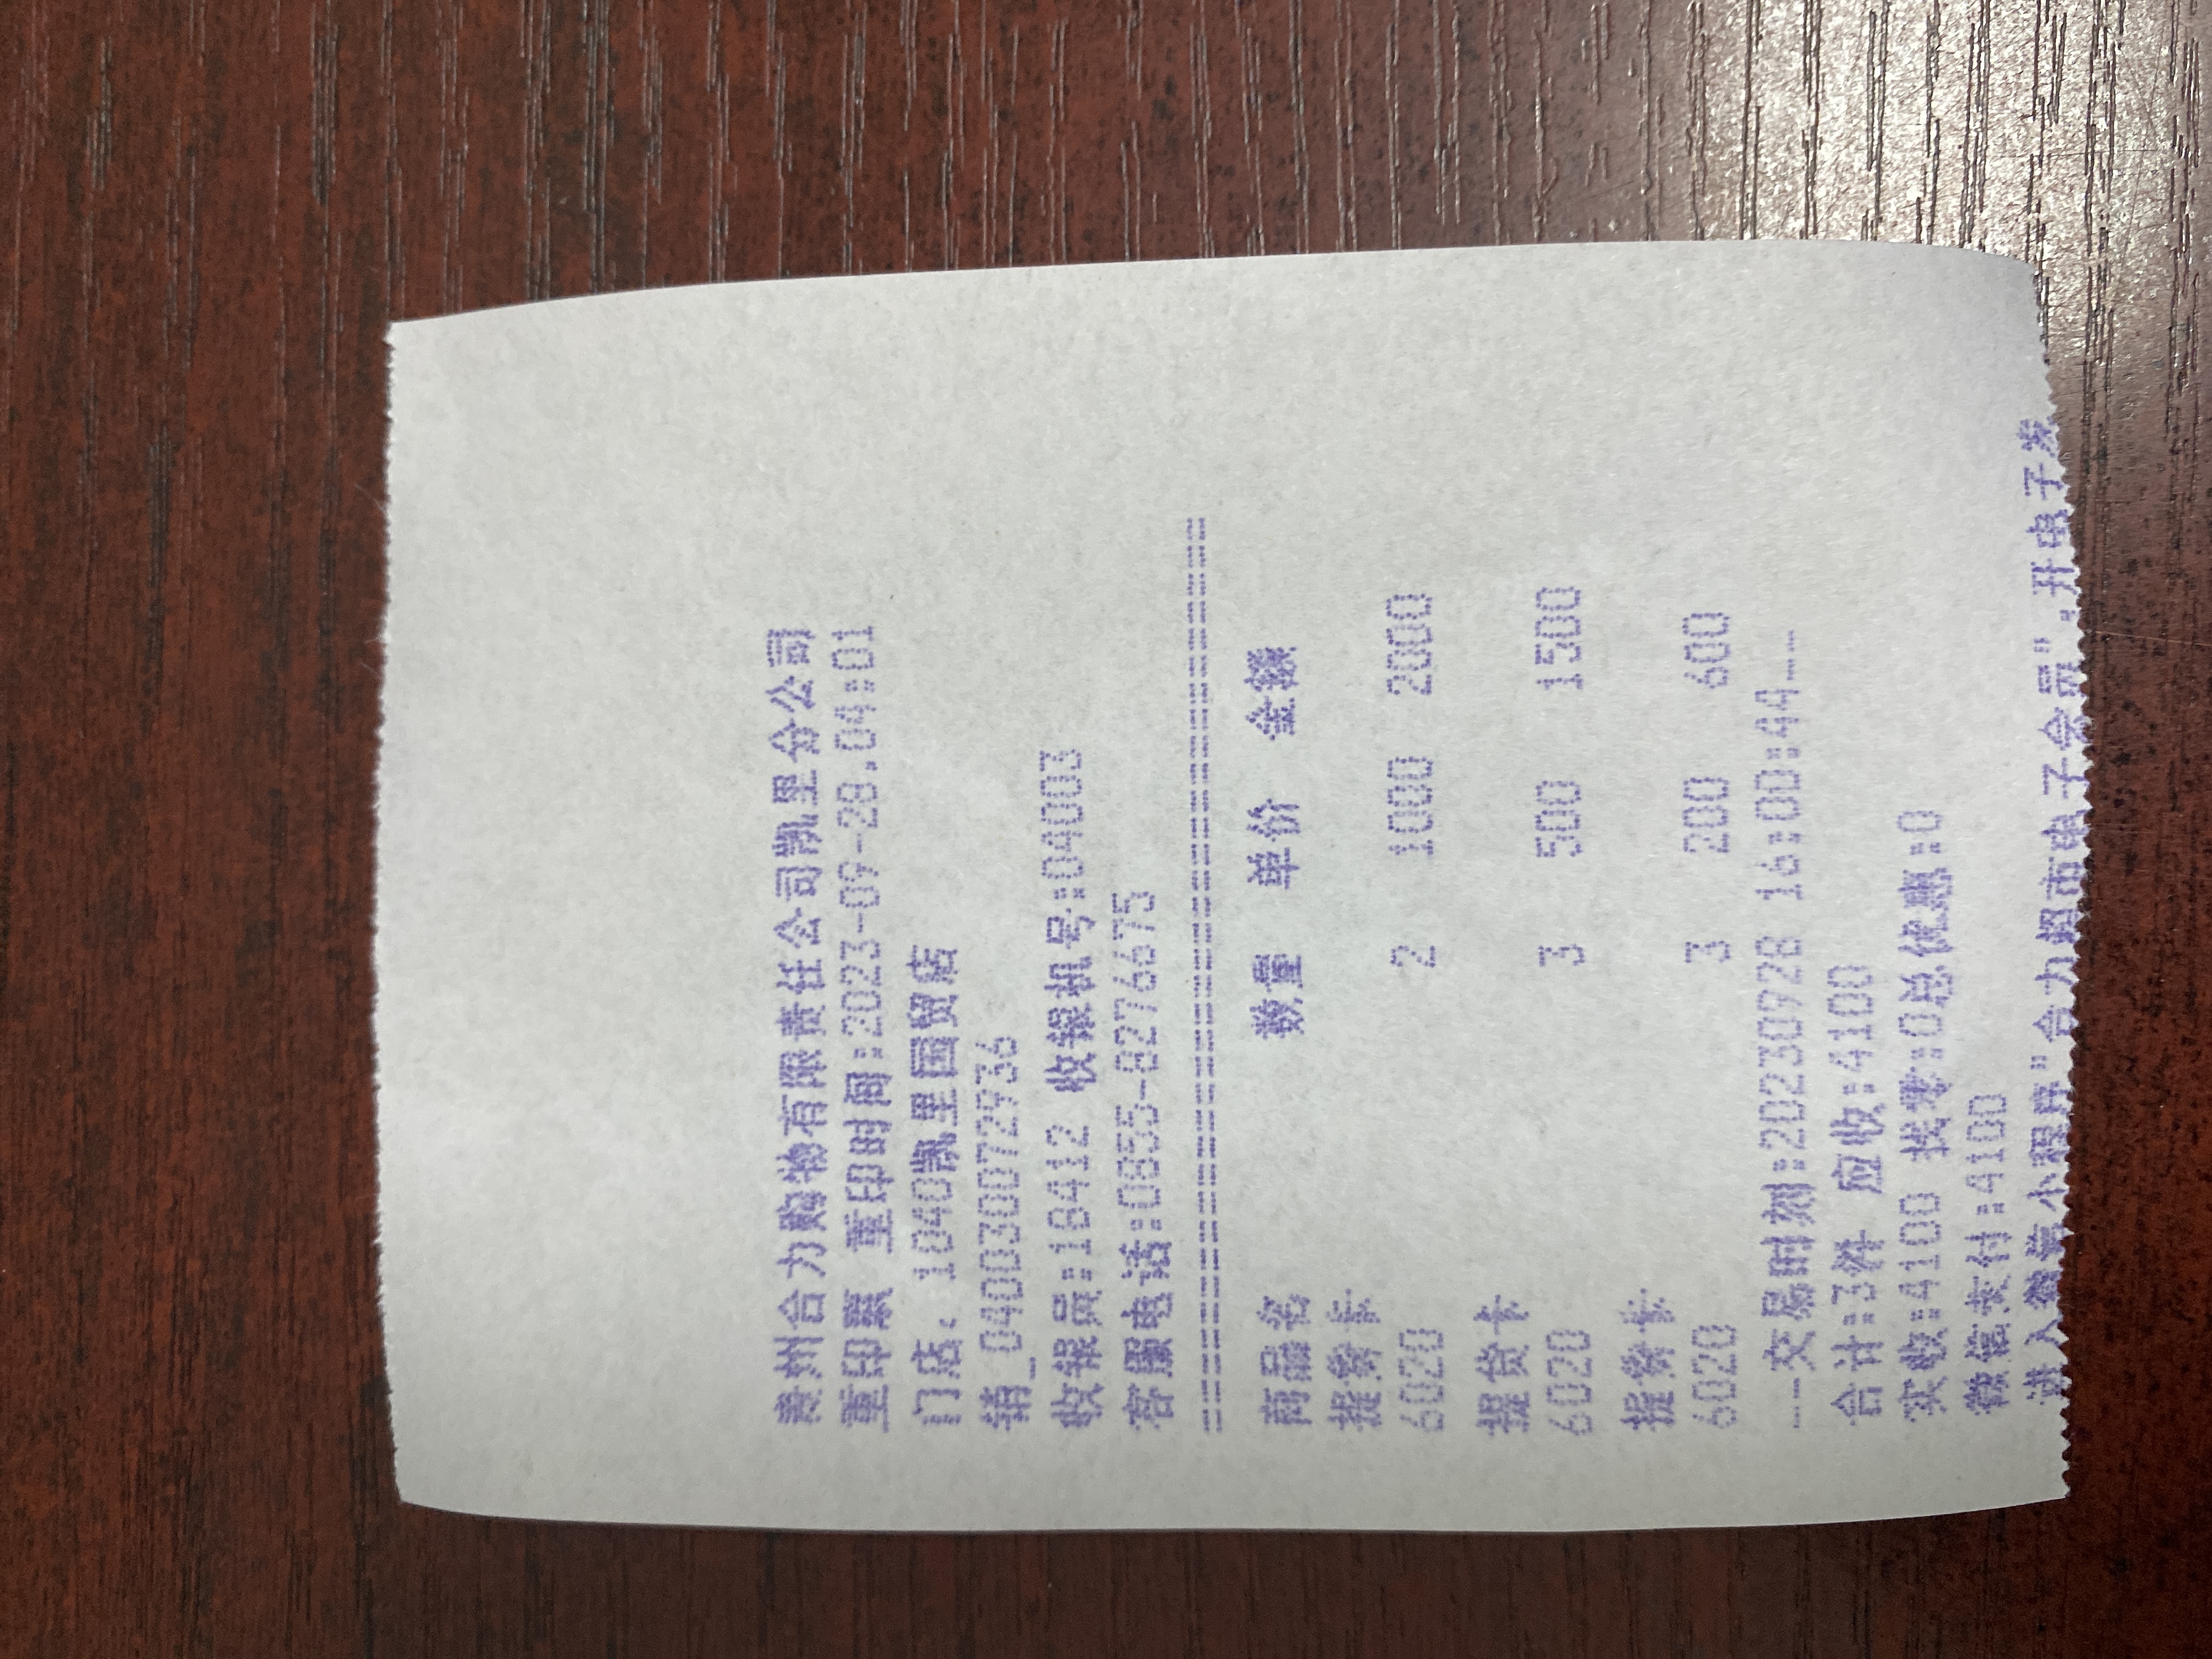 贵州合力购物有限责任公司凯里分公司
重印票 重印时间:2023-09-28.04:01
门店. 1040凯里国贸店
销_040030072936
收银员:18412 收银机号:04003
客服电话:0855-8276675
==========================================
商品名 数量 单价 金额
提货卡
6020 2 1000 2000
提货卡
6020 3 500 1500
提货卡
6020 3 200 600
--交易时刻:20230928 16:00:44--
合计:3件 应收:4100
实收:4100 找零:0总优惠:0
微信支付:4100
进入微信小程序"合力超市电子会员",开电子发